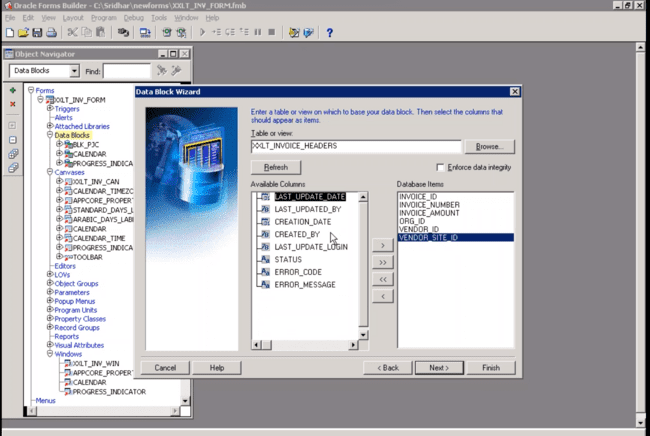 Oracle Forms Builder - C:\Sridhar\newforms\XXLT_INV_FORM.fmb
File Edit View Layout Program Debug Tools Window Help
Object Navigator
Data Blocks Find:
Forms
XXLT_INV_FORM
Triggers
Alerts
Attached Libraries
Data Blocks
BLK_PJC
CALENDAR
PROGRESS_INDICA
Canvases
XXLT_INV_CAN
CALENDAR_TIMEZO
APPCORE_PROPERT
STANDARD_DAYS_L
ARABIC_DAYS_LABE
CALENDAR
CALENDAR_TIME
PROGRESS_INDICA
TOOLBAR
Editors
LOVs
Object Groups
Parameters
Popup Menus
Program Units
Property Classes
Record Groups
Reports
Visual Attributes
Windows
XXLT_INV_WIN
APPCORE_PROPERT
CALENDAR
PROGRESS_INDICATOR
Menus
Data Block Wizard
Enter a table or view on which to base your data block. Then select the columns that
should appear as items.
Table or view:
XXLT_INVOICE_HEADERS Browse...
Refresh Enforce data integrity
Available Columns
LAST_UPDATE_DATE
LAST_UPDATED_BY
CREATION_DATE
CREATED_BY
LAST_UPDATE_LOGIN
STATUS
ERROR_CODE
ERROR_MESSAGE
>
>>
<<
<
Database Items
INVOICE_ID
INVOICE_NUMBER
INVOICE_AMOUNT
ORG_ID
VENDOR_ID
VENDOR_SITE_ID
Cancel Help < Back Next > Finish